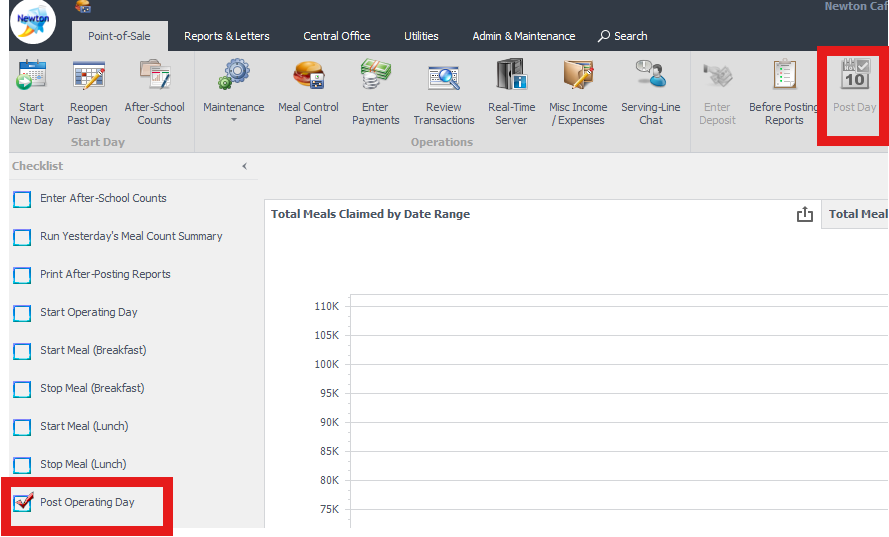 Newton
Newton Caf
Point-of-Sale
Reports & Letters
Central Office
Utilities
Admin & Maintenance
Search
Start
New Day
Reopen
Past Day
After-School
Counts
Start Day
Maintenance
Meal Control
Panel
Enter
Payments
Review
Transactions
Real-Time
Server
Misc Income
/ Expenses
Serving-Line
Chat
Operations
Enter
Deposit
Before Posting
Reports
10
Post Day
Checklist
Enter After-School Counts
Run Yesterday's Meal Count Summary
Print After-Posting Reports
Start Operating Day
Start Meal (Breakfast)
Stop Meal (Breakfast)
Start Meal (Lunch)
Stop Meal (Lunch)
Post Operating Day
Total Meals Claimed by Date Range
Total Meal
110K
105K
100K
95K
90K
85K
80K
75K